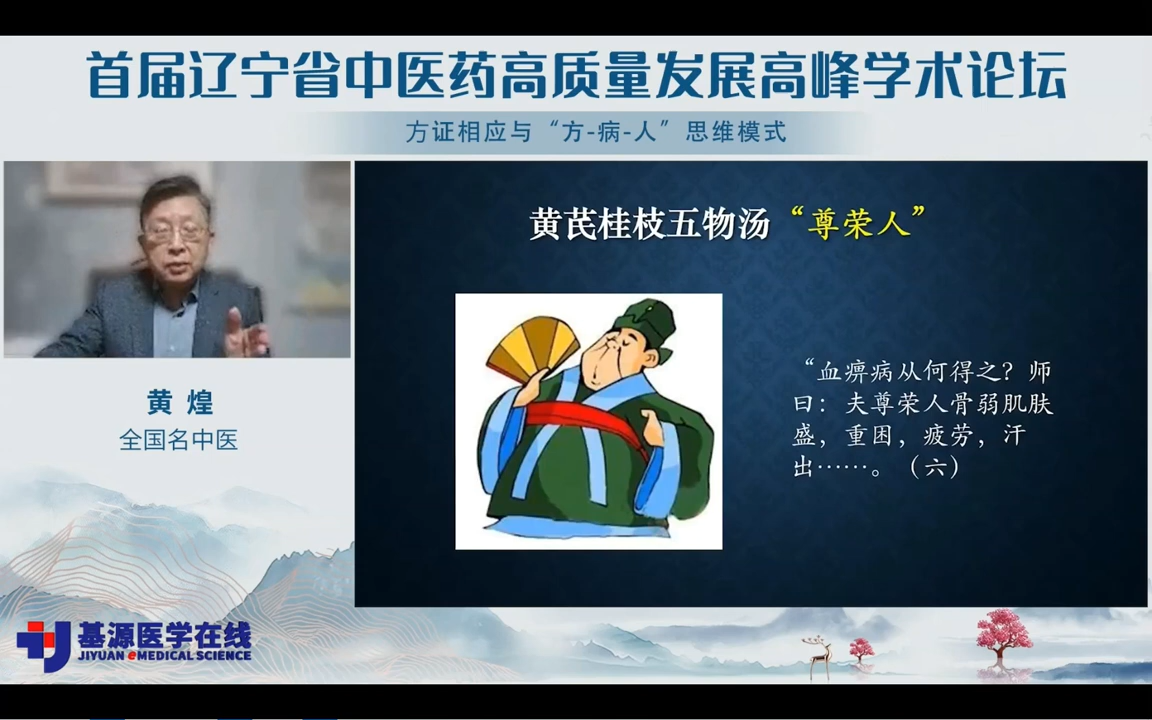 首届辽宁省中医药高质量发展高峰学术论坛
方证相应与“方-病-人”思维模式
黄芪桂枝五物汤“尊荣人”
“血痹病从何得之？师
曰：夫尊荣人骨弱肌肤
盛，重困，疲劳，汗
出……。（六）
黄 煌
全国名中医
基源医学在线
JIYUAN eMEDICAL SCIENCE